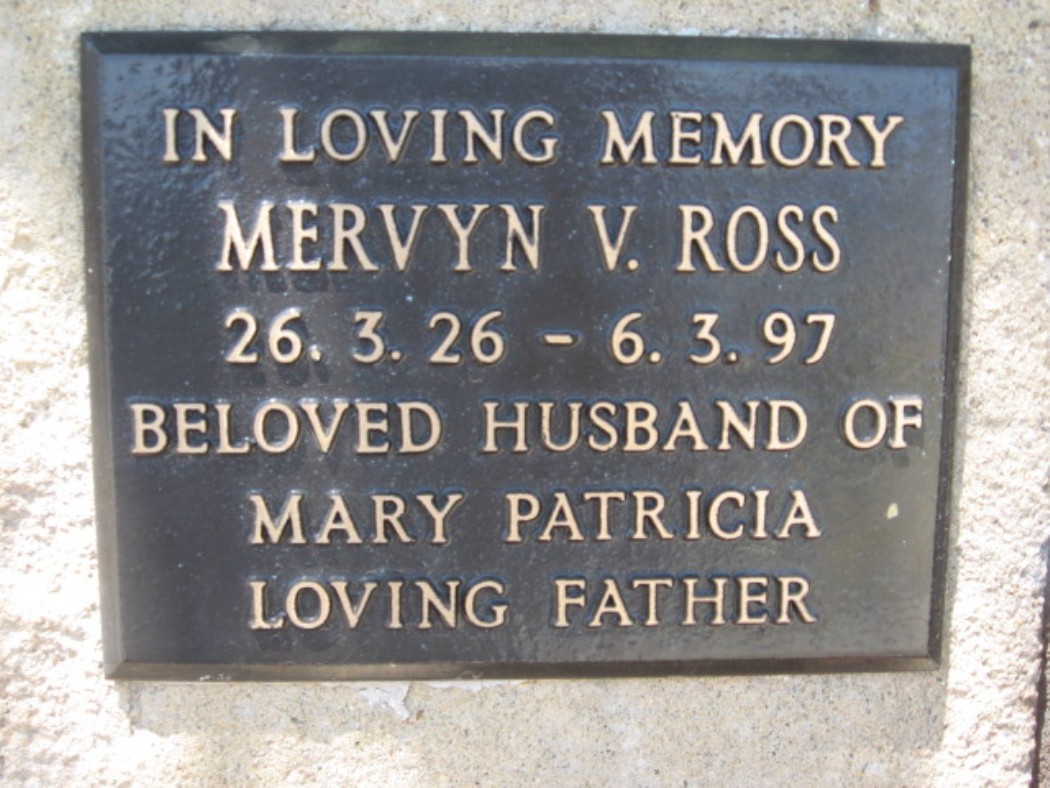 IN LOVING MEMORY
MERVYN V. ROSS
26. 3. 26 - 6. 3. 97
BELOVED HUSBAND OF
MARY PATRICIA
LOVING FATHER